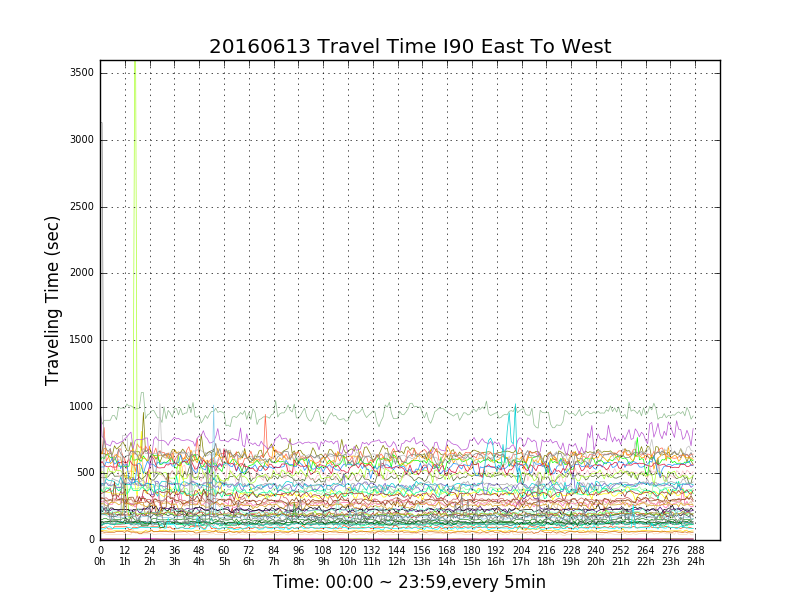 20160613 Travel Time I90 East To West
Traveling Time (sec)
3500
3000
2500
2000
1500
1000
500
0
0 12 24 36 48 60 72 84 96 108 120 132 144 156 168 180 192 204 216 228 240 252 264 276 288
0h 1h 2h 3h 4h 5h 6h 7h 8h 9h 10h 11h 12h 13h 14h 15h 16h 17h 18h 19h 20h 21h 22h 23h 24h
Time: 00:00 ~ 23:59,every 5min